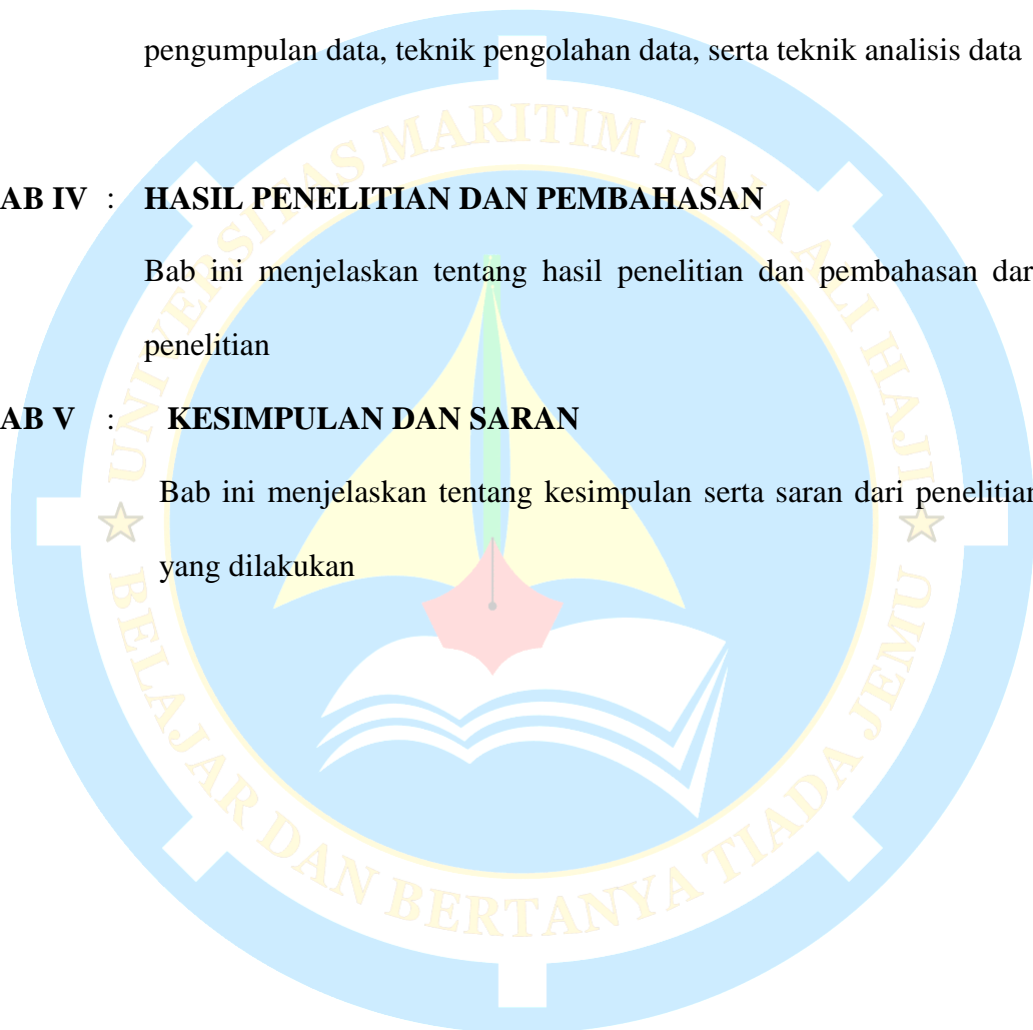 pengumpulan data, teknik pengolahan data, serta teknik analisis data
AB IV : HASIL PENELITIAN DAN PEMBAHASAN
Bab ini menjelaskan tentang hasil penelitian dan pembahasan dar
penelitian
AB V : KESIMPULAN DAN SARAN
Bab ini menjelaskan tentang kesimpulan serta saran dari penelitian
yang dilakukan
UNIVERSITAS MARITIM RAJA ALI HAJI
BELAJAR DAN BERTANYA TIADA JEMU